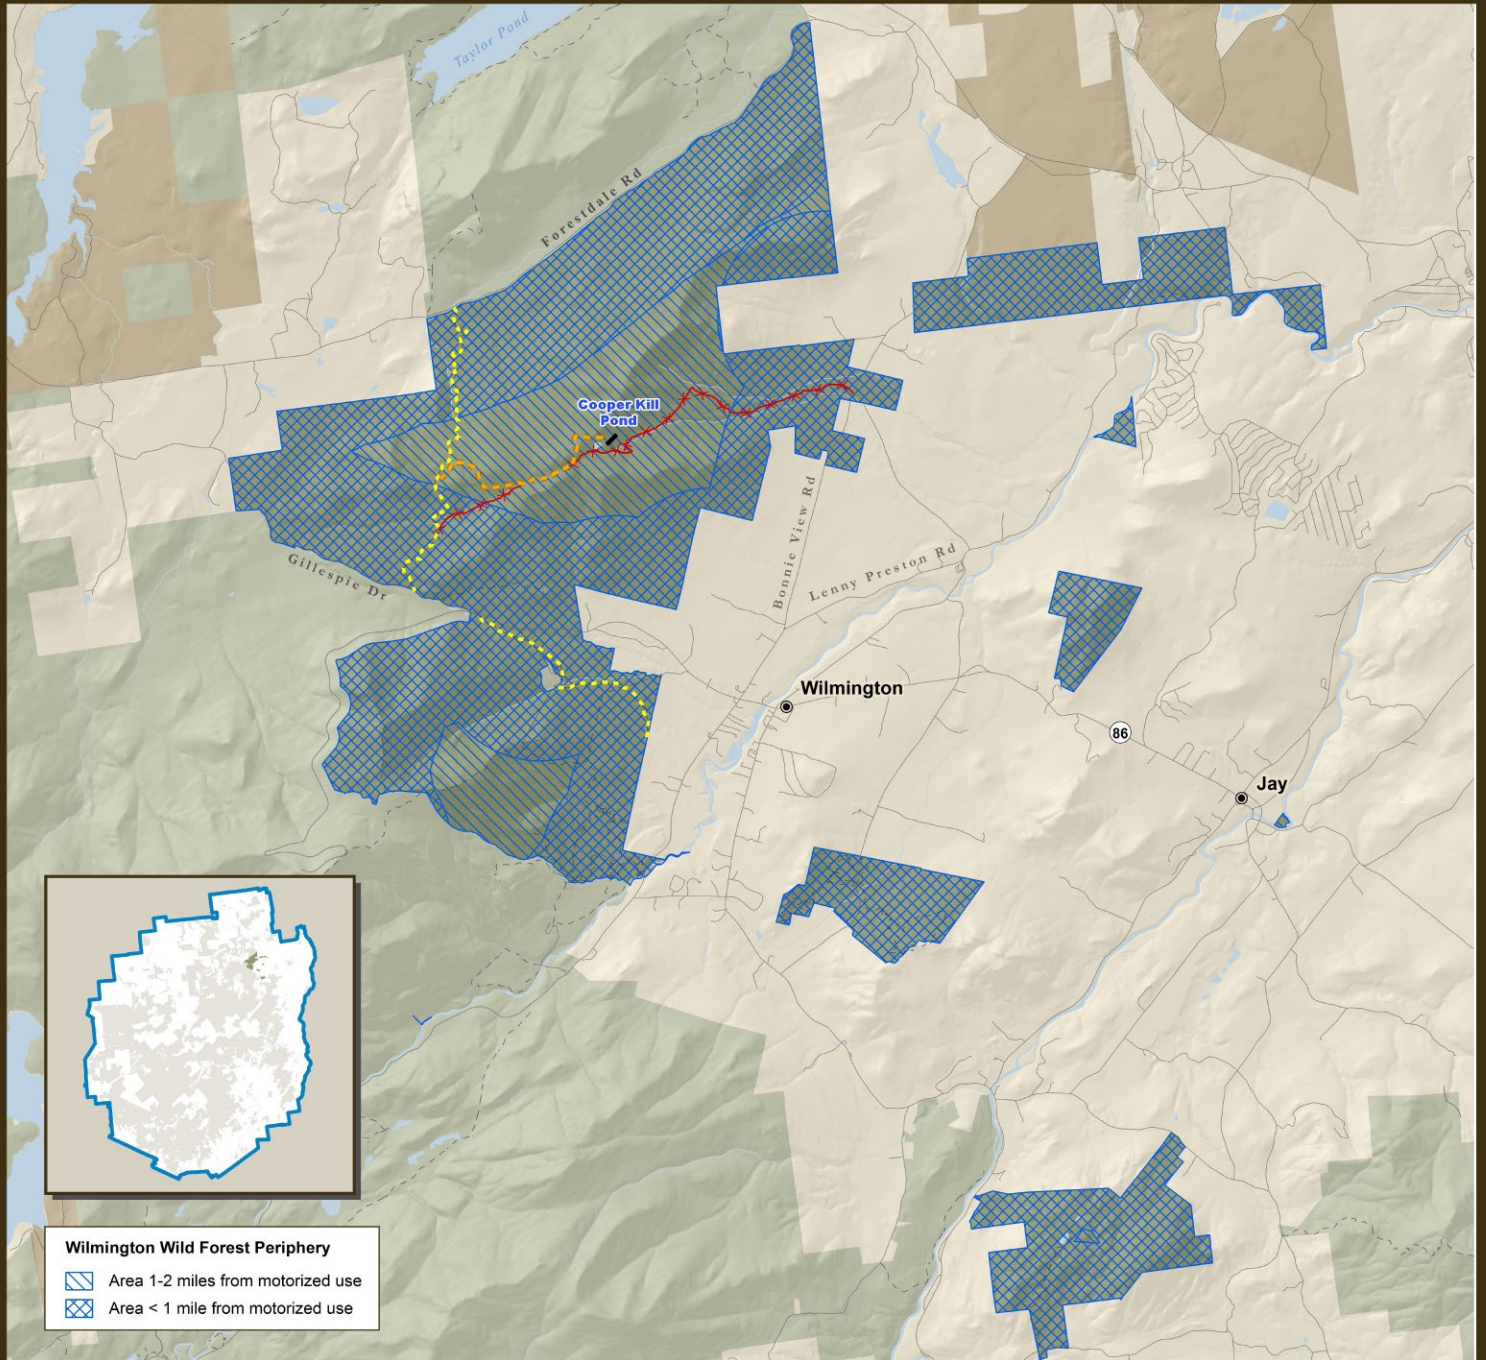 Taylor Pond
Forestdale Rd
Cooper Kill
Pond
Bonnie View Rd
Lenny Preston Rd
Gillespie Dr
Wilmington
86
Jay
Wilmington Wild Forest Periphery
Area 1-2 miles from motorized use
Area < 1 mile from motorized use